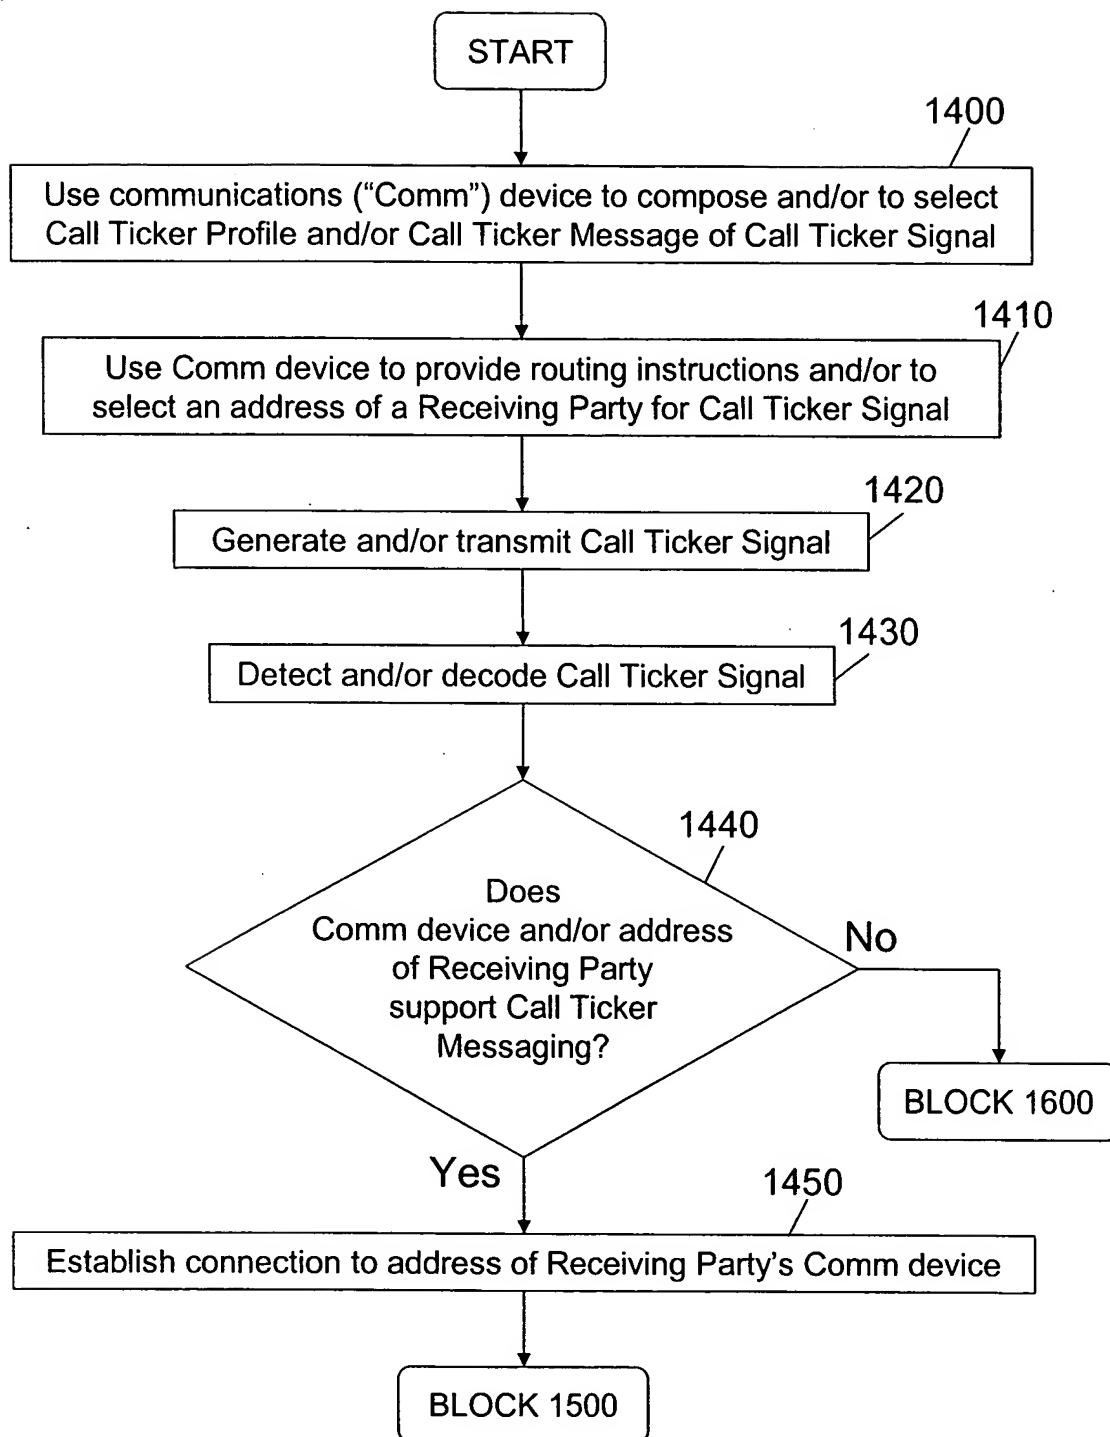 START
1400
Use communications (“Comm”) device to compose and/or to select
Call Ticker Profile and/or Call Ticker Message of Call Ticker Signal
1410
Use Comm device to provide routing instructions and/or to
select an address of a Receiving Party for Call Ticker Signal
1420
Generate and/or transmit Call Ticker Signal
1430
Detect and/or decode Call Ticker Signal
1440
Does
Comm device and/or address
of Receiving Party
support Call Ticker
Messaging?
No
BLOCK 1600
Yes
1450
Establish connection to address of Receiving Party’s Comm device
BLOCK 1500